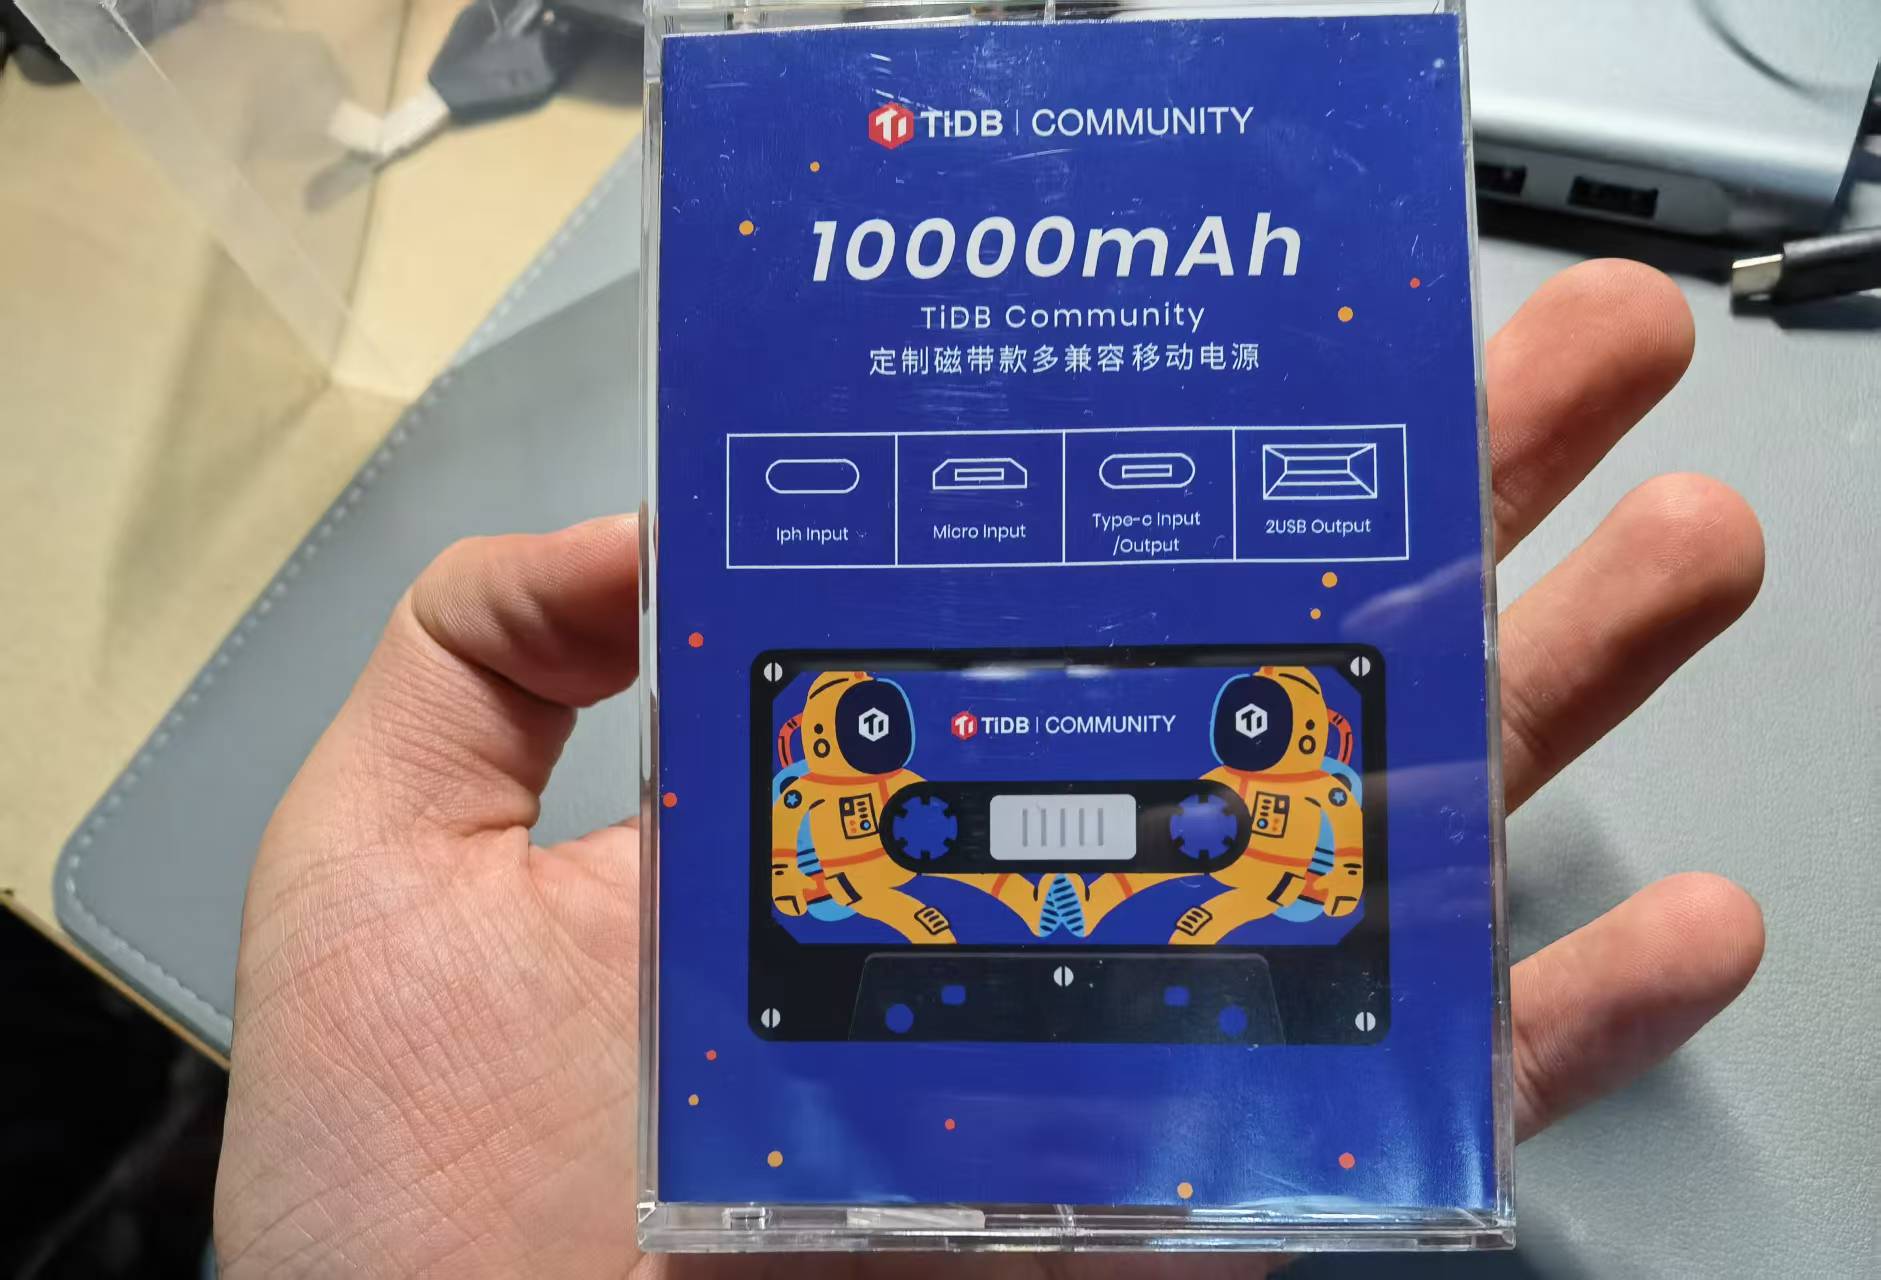 TiDB | COMMUNITY
10000mAh
TiDB Community
定制磁带款多兼容移动电源
Iph Input
Micro Input
Type-c Input
/Output
2USB Output
TiDB | COMMUNITY